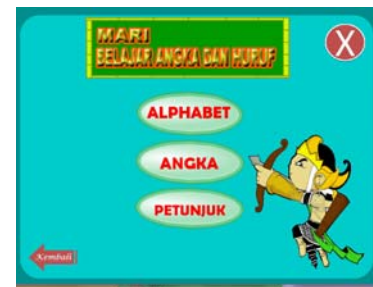 MARI
BELAJAR ANGKA DAN HURUF
X
ALPHABET
ANGKA
PETUNJUK
Kembali